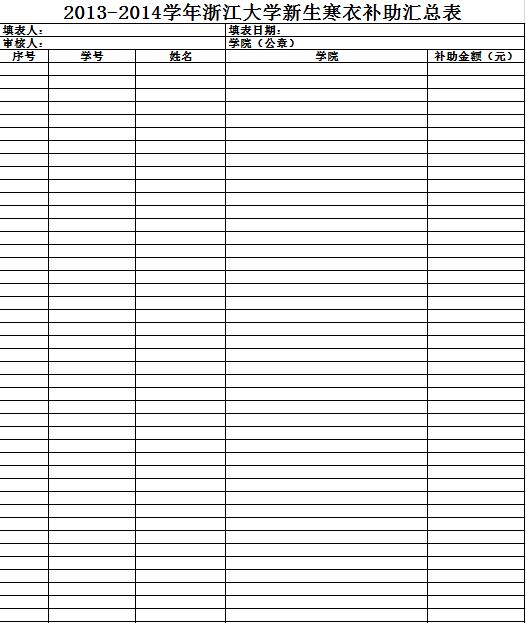 2013-2014学年浙江大学新生寒衣补助汇总表
填表人： 填表日期：
审核人： 学院（公章）
序号 学号 姓名 学院 补助金额（元）